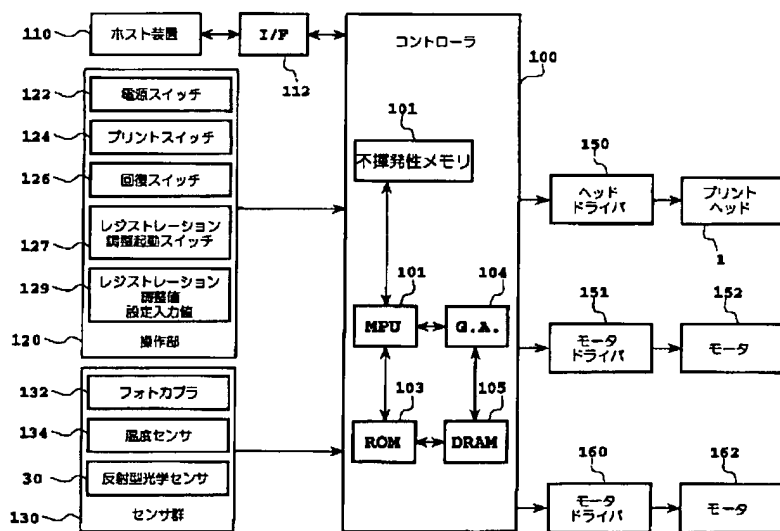 110
ホスト装置
I/F
112
コントローラ
100
122
電源スイッチ
124
プリントスイッチ
126
回復スイッチ
127
レジストレーション
調整起動スイッチ
129
レジストレーション
調整値
設定入力値
120
操作部
101
不揮発性メモリ
101
MPU
104
G.A.
103
ROM
105
DRAM
132
フォトカプラ
134
温度センサ
30
反射型光学センサ
130
センサ群
150
ヘッド
ドライバ
プリント
ヘッド
1
151
モータ
ドライバ
152
モータ
160
モータ
ドライバ
162
モータ